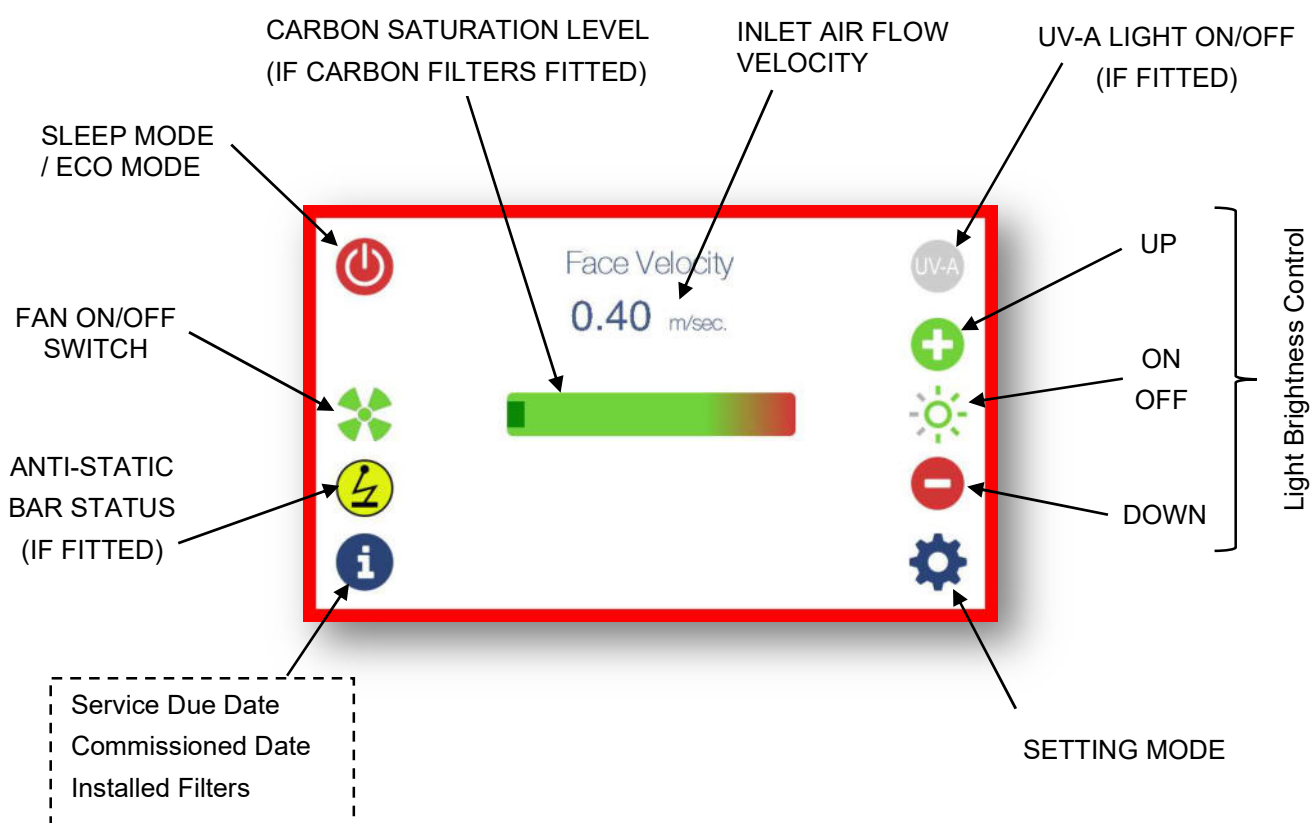 CARBON SATURATION LEVEL
(IF CARBON FILTERS FITTED)
INLET AIR FLOW
VELOCITY
UV-A LIGHT ON/OFF
(IF FITTED)
SLEEP MODE
/ ECO MODE
Face Velocity
0.40 m/sec.
UV-A
UP
FAN ON/OFF
SWITCH
ON
OFF
Light Brightness Control
ANTI-STATIC
BAR STATUS
(IF FITTED)
DOWN
i
Service Due Date
Commissioned Date
Installed Filters
SETTING MODE